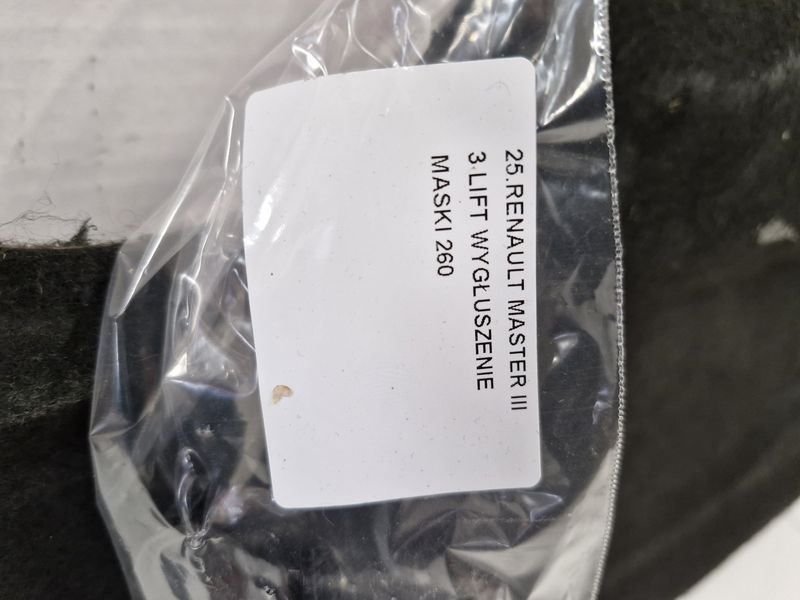 25.RENAULT MASTER III
3 LIFT WYGŁUSZENIE
MASKI 260